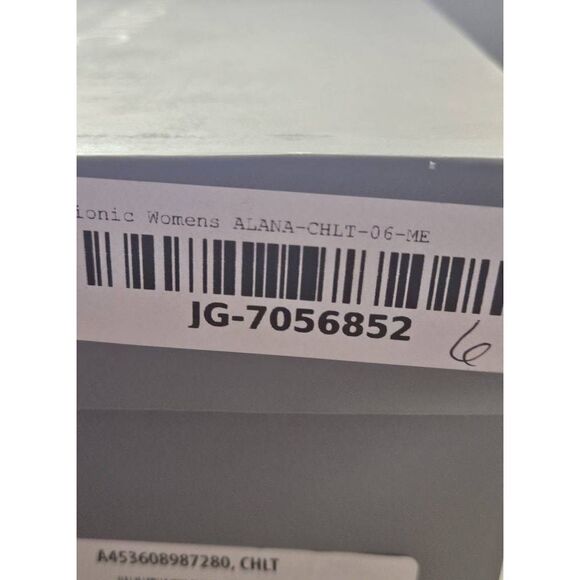 ionic Womens ALANA-CHLT-06-ME
JG-7056852
6
A453608987280, CHLT